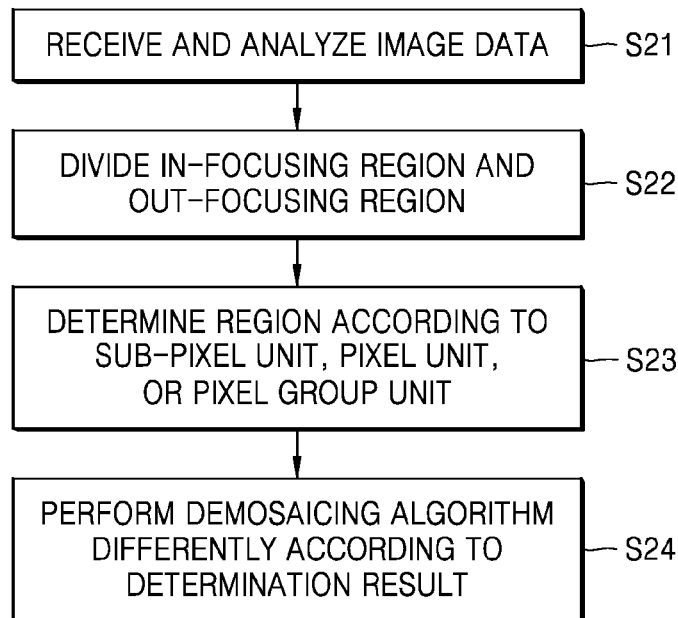 RECEIVE AND ANALYZE IMAGE DATA
S21
DIVIDE IN-FOCUSING REGION AND
OUT-FOCUSING REGION
S22
DETERMINE REGION ACCORDING TO
SUB-PIXEL UNIT, PIXEL UNIT,
OR PIXEL GROUP UNIT
S23
PERFORM DEMOSAICING ALGORITHM
DIFFERENTLY ACCORDING TO
DETERMINATION RESULT
S24